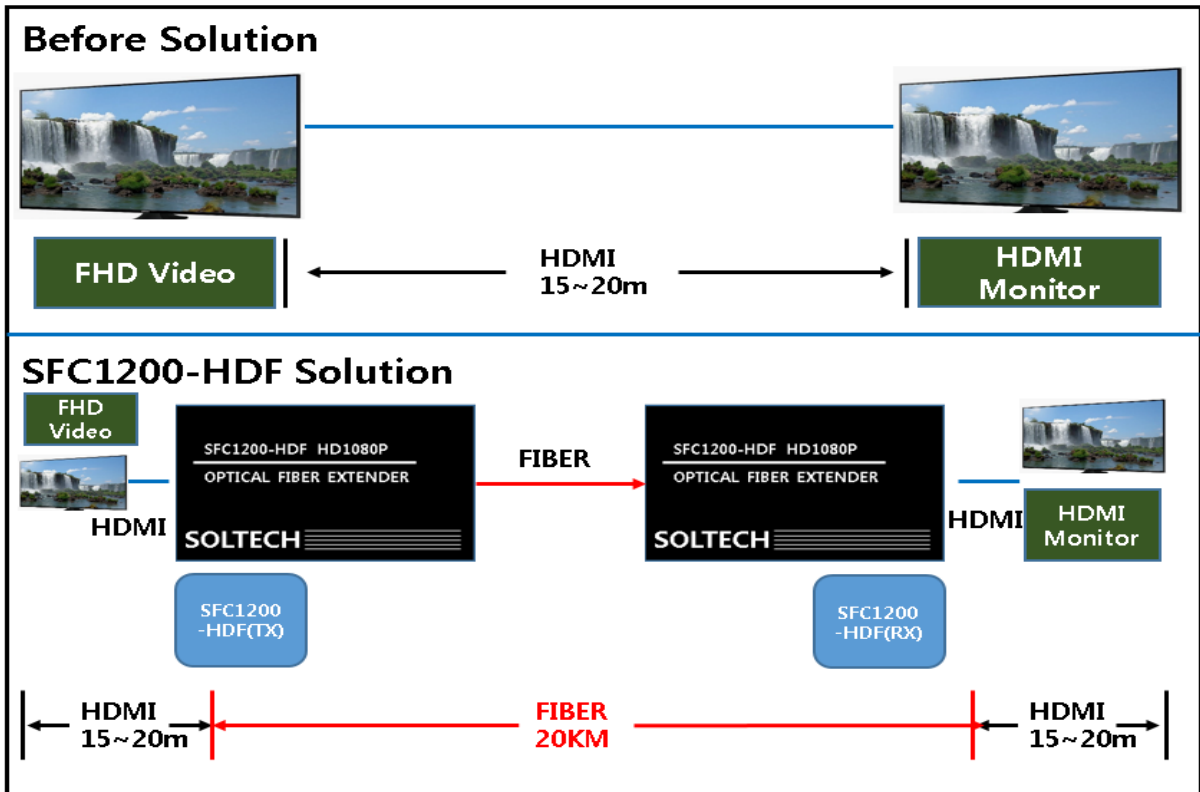 Before Solution
FHD Video
HDMI
15~20m
HDMI
Monitor
SFC1200-HDF Solution
FHD
Video
HDMI
SFC1200-HDF HD1080P
OPTICAL FIBER EXTENDER
SOLTECH
FIBER
SFC1200-HDF HD1080P
OPTICAL FIBER EXTENDER
SOLTECH
HDMI
HDMI
Monitor
SFC1200
-HDF(TX)
SFC1200
-HDF(RX)
HDMI
15~20m
FIBER
20KM
HDMI
15~20m